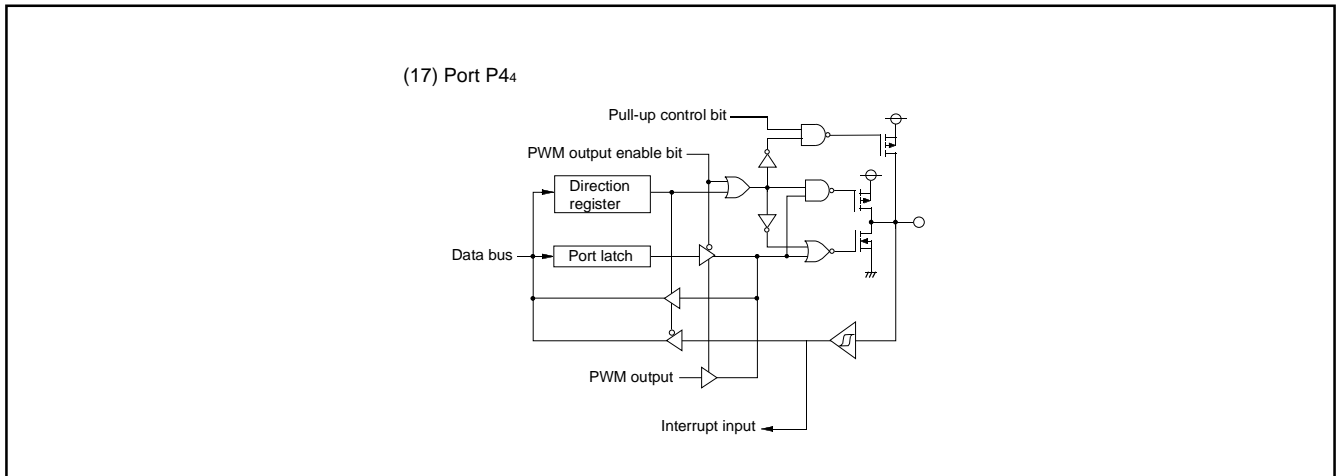 (17) Port P44
Pull-up control bit
PWM output enable bit
Direction
register
Data bus
Port latch
PWM output
Interrupt input